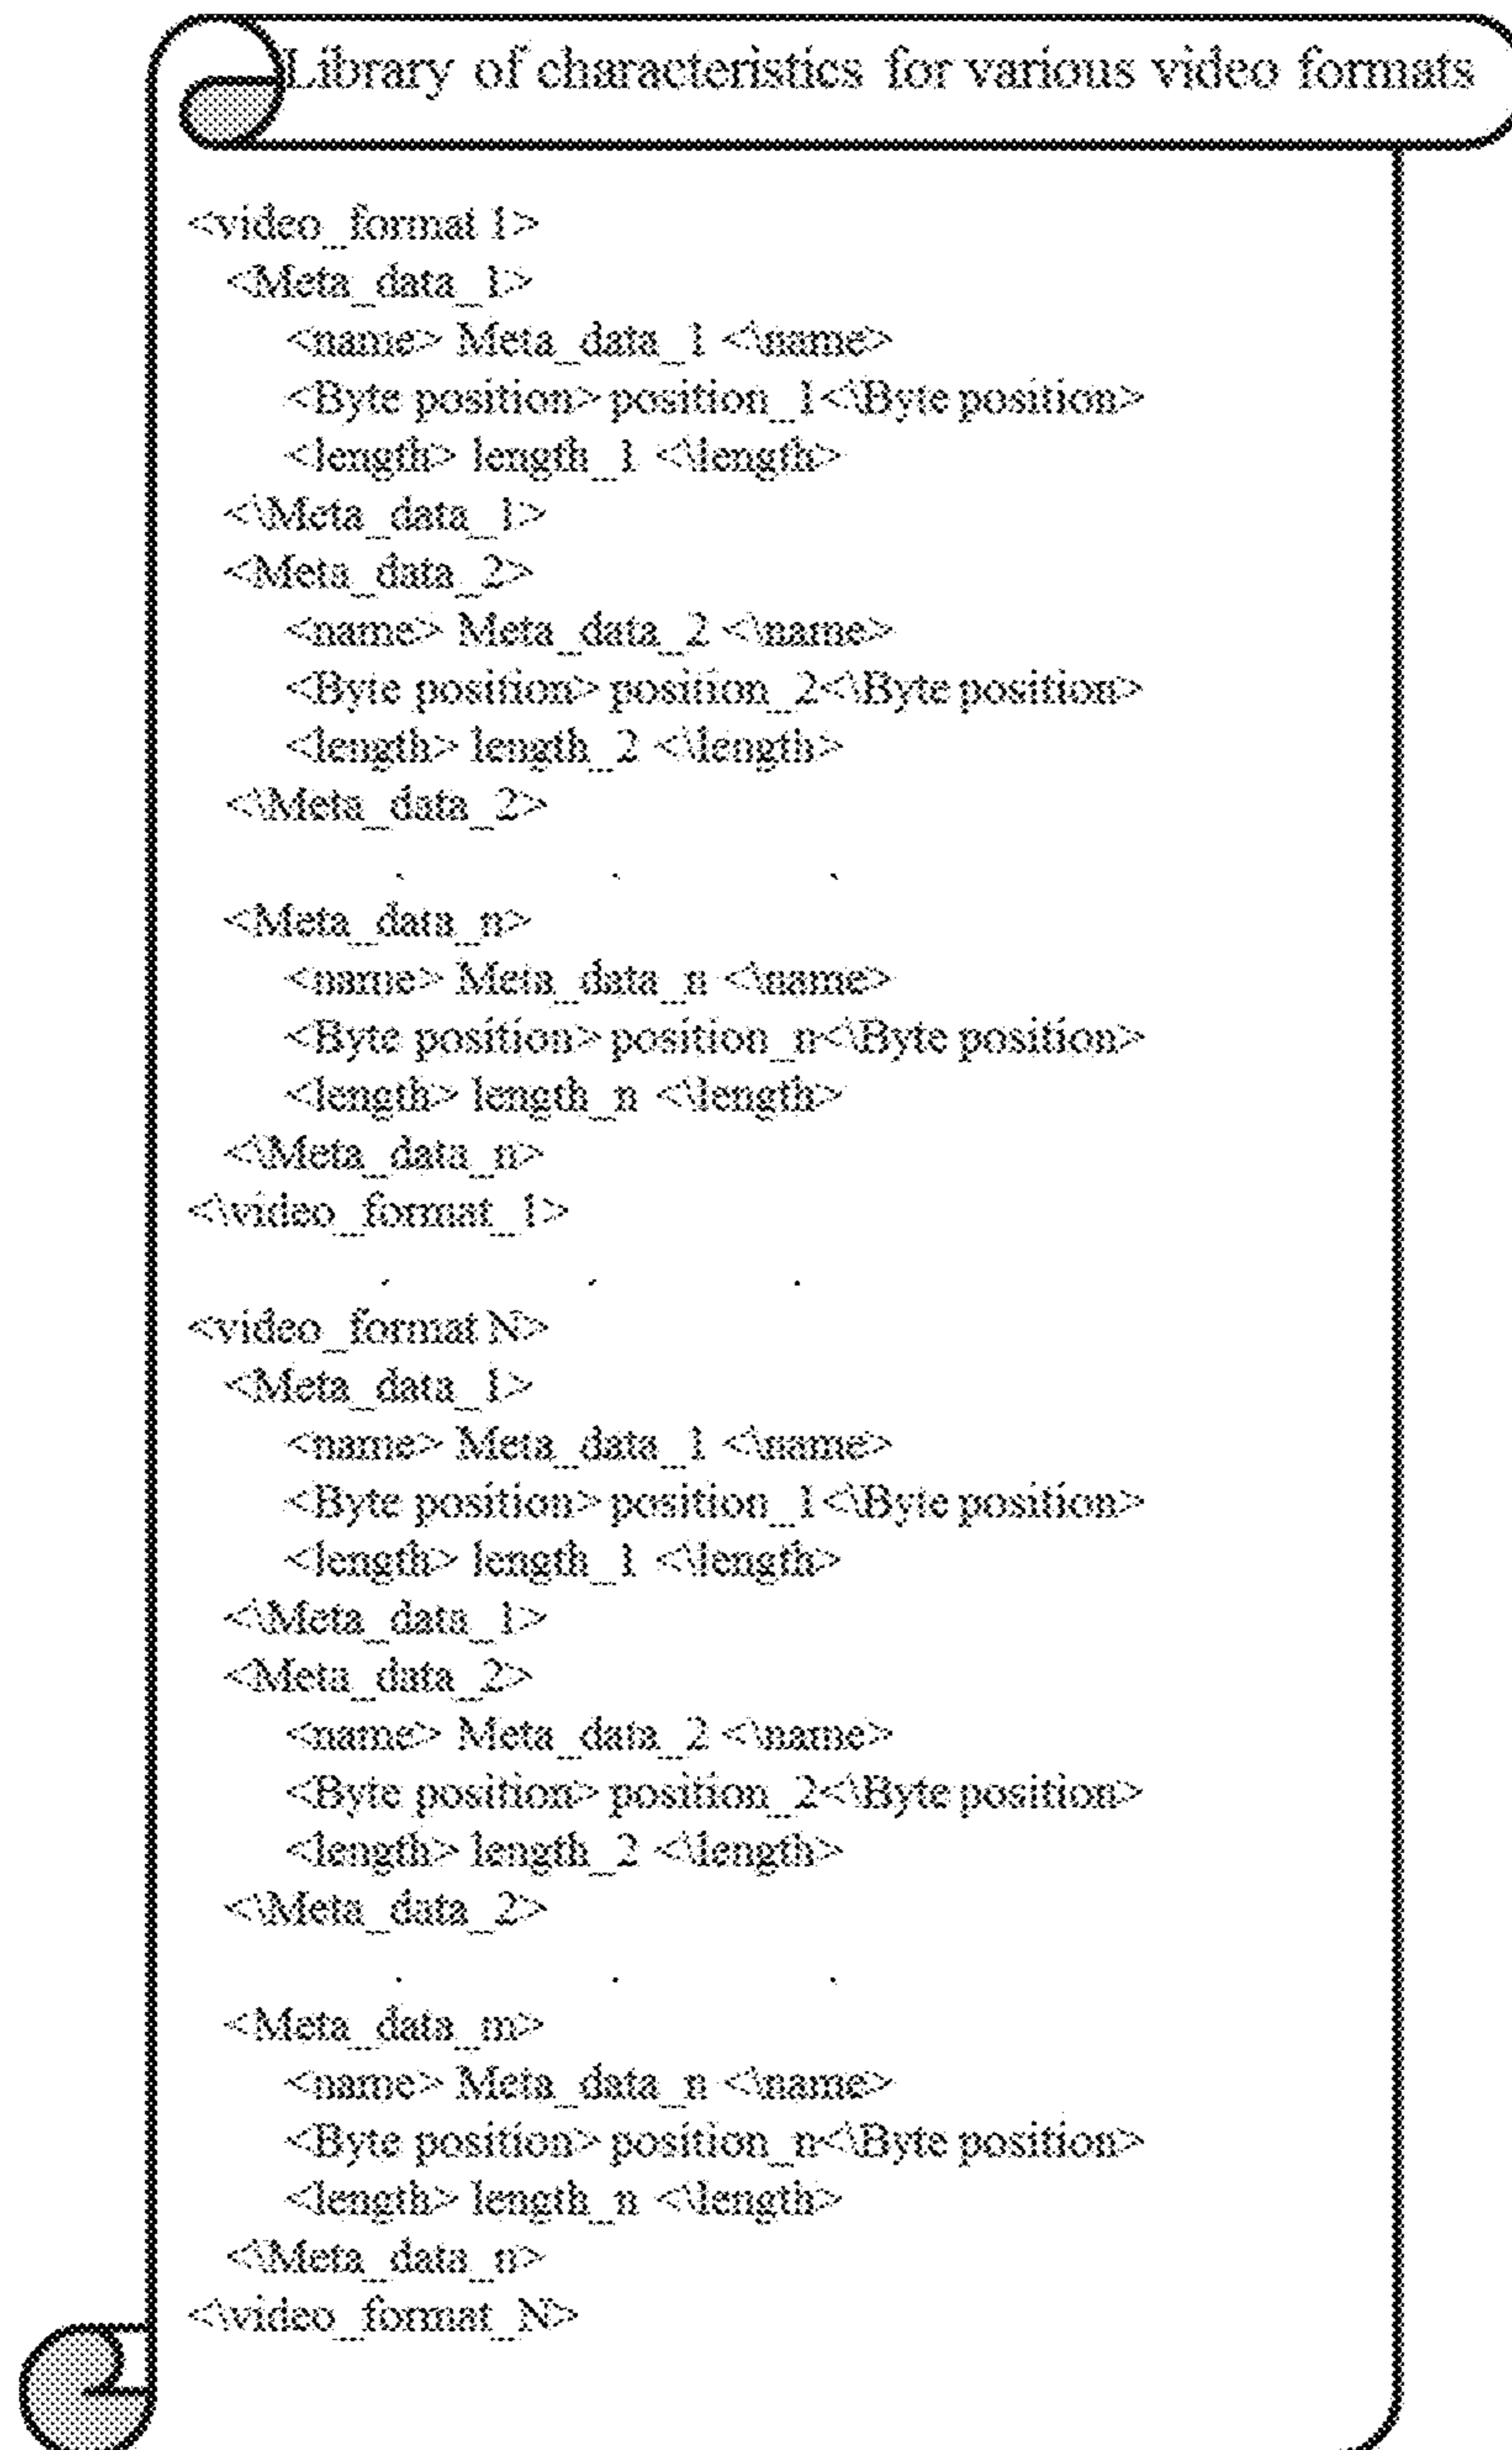 Library of characteristics for various video formats
<video_format 1>
<Meta_data_1>
<name> Meta_data_1 <\name>
<Byte position> position_1<\Byte position>
<length> length_1 <\length>
<\Meta_data_1>
<Meta_data_2>
<name> Meta_data_2 <\name>
<Byte position> position_2<\Byte position>
<length> length_2 <\length>
<\Meta_data_2>
. . .
<Meta_data_n>
<name> Meta_data_n <\name>
<Byte position> position_n<\Byte position>
<length> length_n <\length>
<\Meta_data_n>
<\video_format_1>
. . .
<video_format N>
<Meta_data_1>
<name> Meta_data_1 <\name>
<Byte position> position_1<\Byte position>
<length> length_1 <\length>
<\Meta_data_1>
<Meta_data_2>
<name> Meta_data_2 <\name>
<Byte position> position_2<\Byte position>
<length> length_2 <\length>
<\Meta_data_2>
. . .
<Meta_data_m>
<name> Meta_data_n <\name>
<Byte position> position_n<\Byte position>
<length> length_n <\length>
<\Meta_data_n>
<\video_format_N>